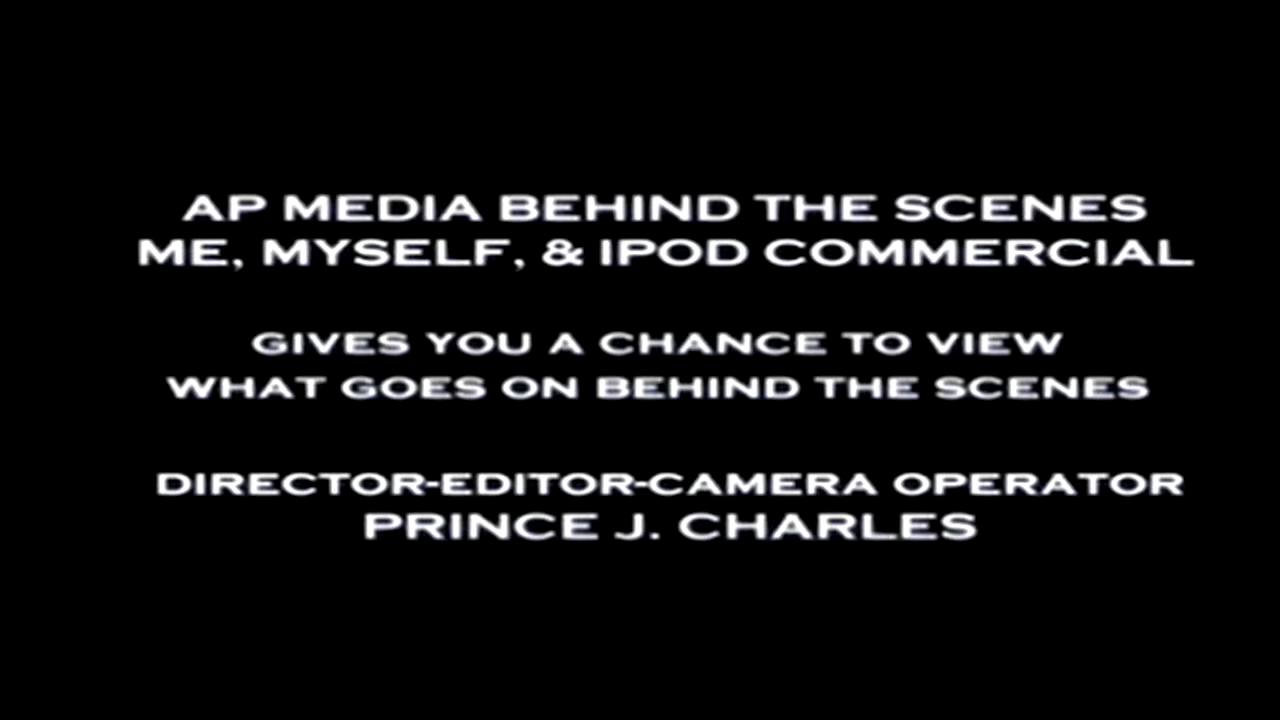 AP MEDIA BEHIND THE SCENES
ME, MYSELF, & IPOD COMMERCIAL
GIVES YOU A CHANCE TO VIEW
WHAT GOES ON BEHIND THE SCENES
DIRECTOR-EDITOR-CAMERA OPERATOR
PRINCE J. CHARLES